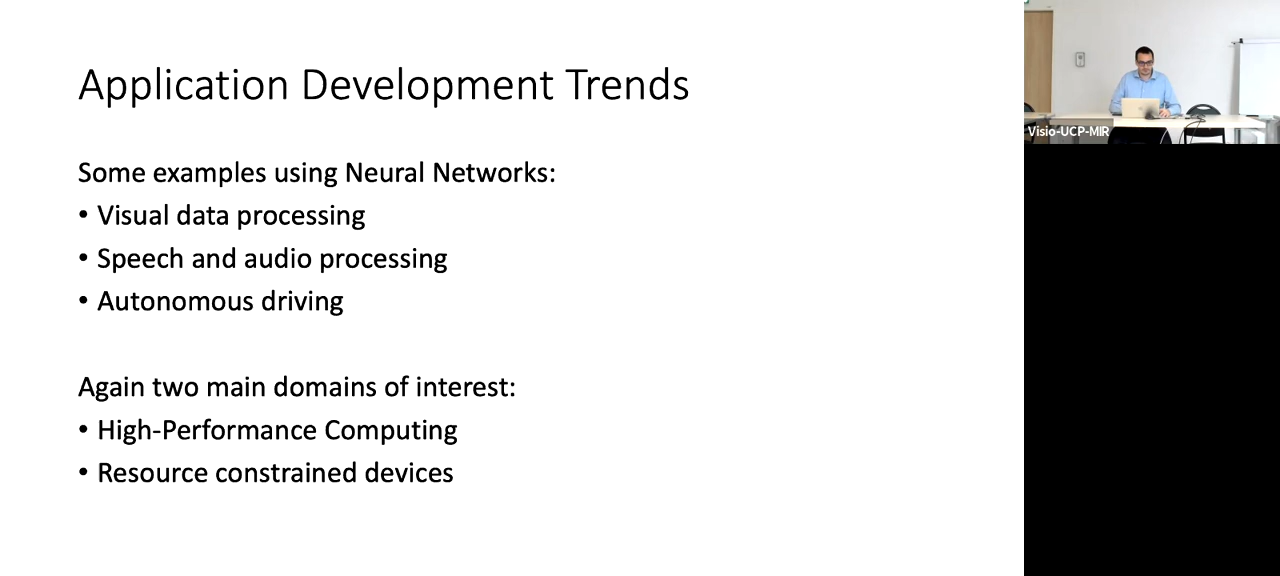 Application Development Trends
Some examples using Neural Networks:
• Visual data processing
• Speech and audio processing
• Autonomous driving
Again two main domains of interest:
• High-Performance Computing
• Resource constrained devices
Visio-UCP-MIR